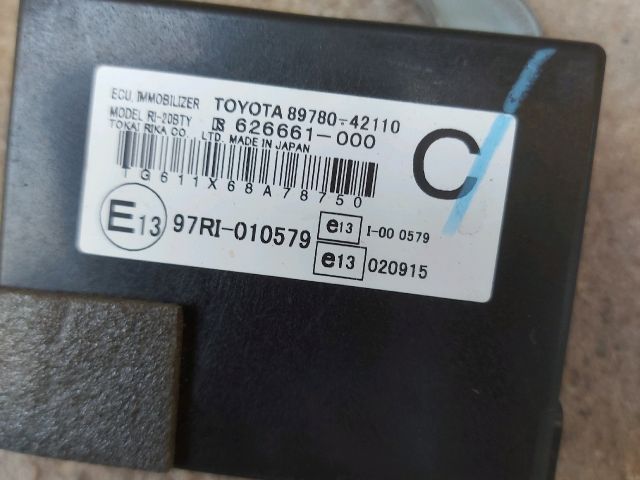 ECU, IMMOBILIZER TOYOTA 89780-42110
MODEL RI-20BTY 626661-000
TOKAI RIKA CO., LTD. MADE IN JAPAN
C
TG611X68A78750
E13 97RI-010579 e13 I-00 0579
e13 020915